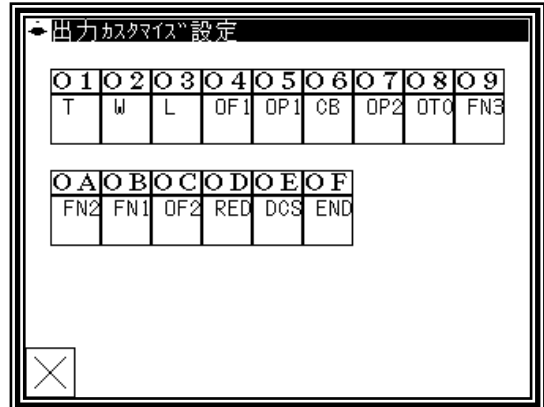 出力ｶｽﾀﾏｲｽﾞ設定
O1 O2 O3 O4 O5 O6 O7 O8 O9
T W L OF1 OP1 CB OP2 OT0 FN3
OA OB OC OD OE OF
FN2 FN1 OF2 RED DCS END